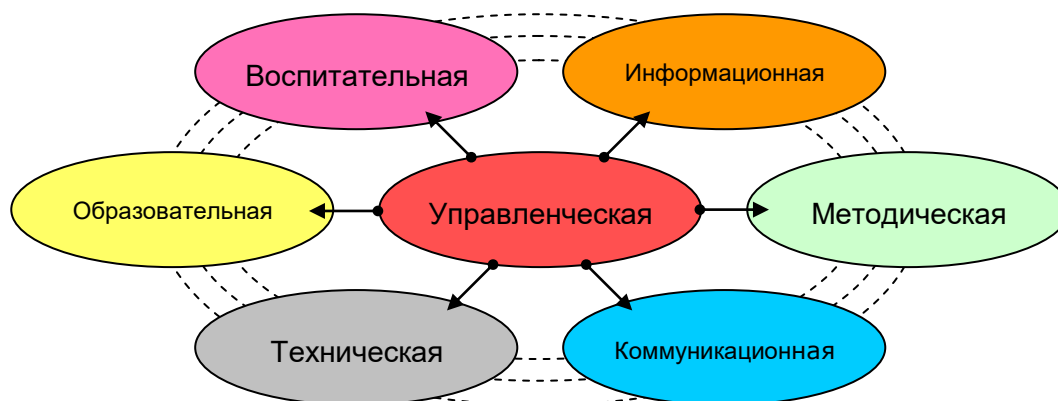 Воспитательная
Информационная
Образовательная
Управленческая
Методическая
Техническая
Коммуникационная